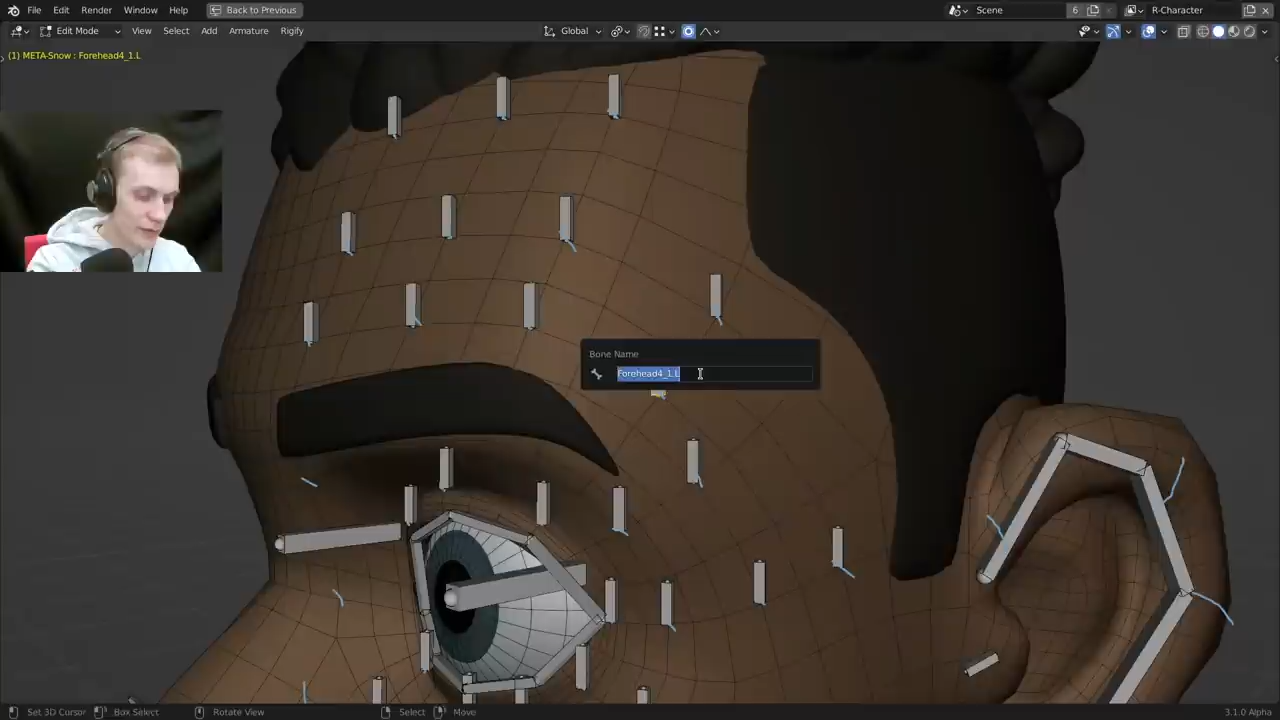 File Edit Render Window Help Back to Previous Scene 6 R-Character
Edit Mode View Select Add Armature Rigify Global
(1) META-Snow : Forehead4_1.L
Bone Name
Forehead4_1.L
Set 3D Cursor Box Select Rotate View Select Move 3.1.0 Alpha